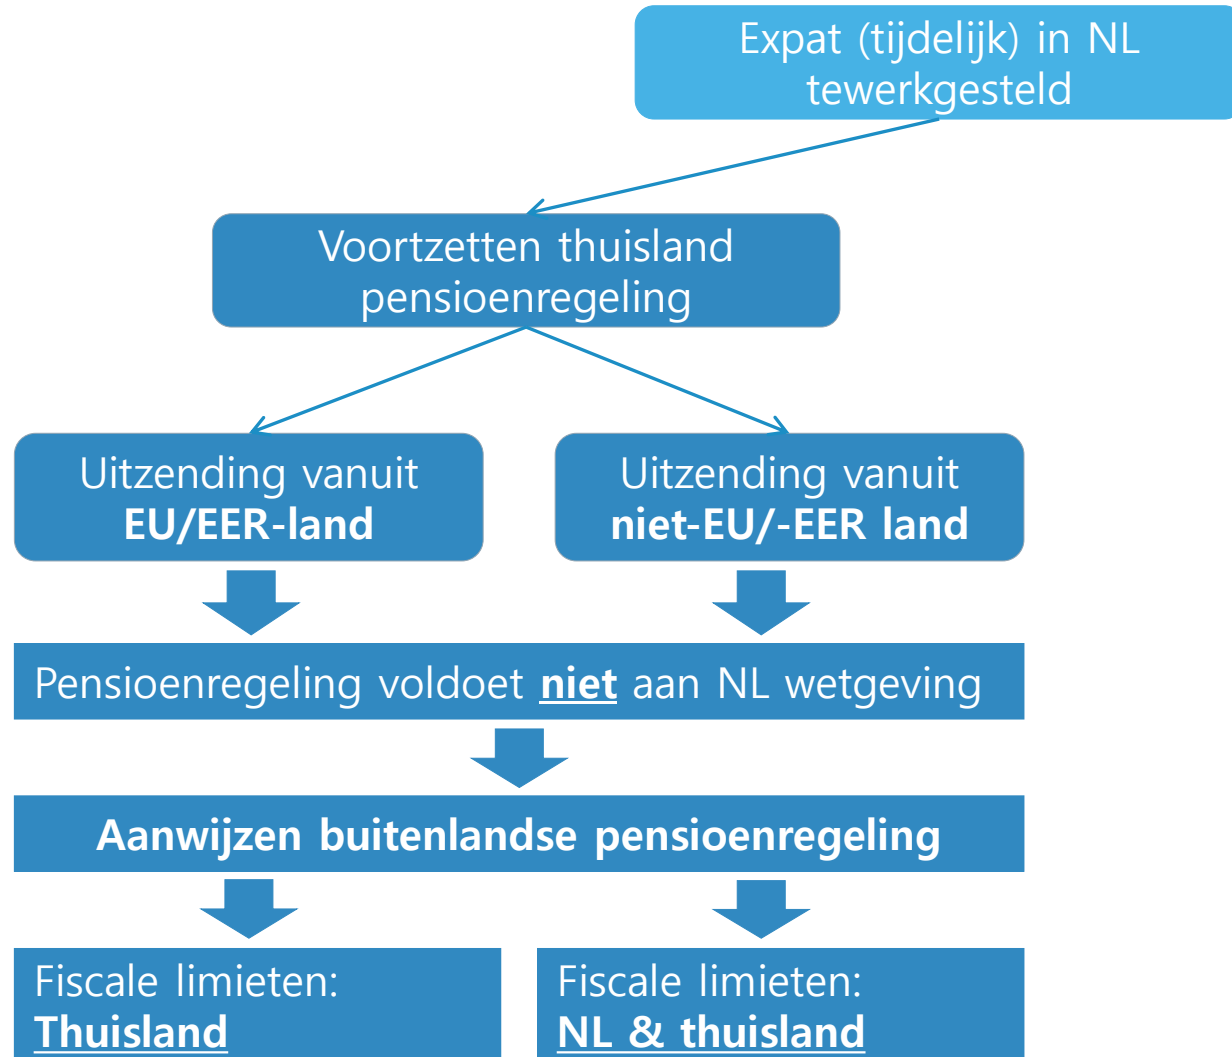 Expat (tijdelijk) in NL
tewerkgesteld
Voortzetten thuisland
pensioenregeling
Uitzending vanuit
EU/EER-land
Uitzending vanuit
niet-EU/-EER land
Pensioenregeling voldoet niet aan NL wetgeving
Aanwijzen buitenlandse pensioenregeling
Fiscale limieten:
Thuisland
Fiscale limieten:
NL & thuisland